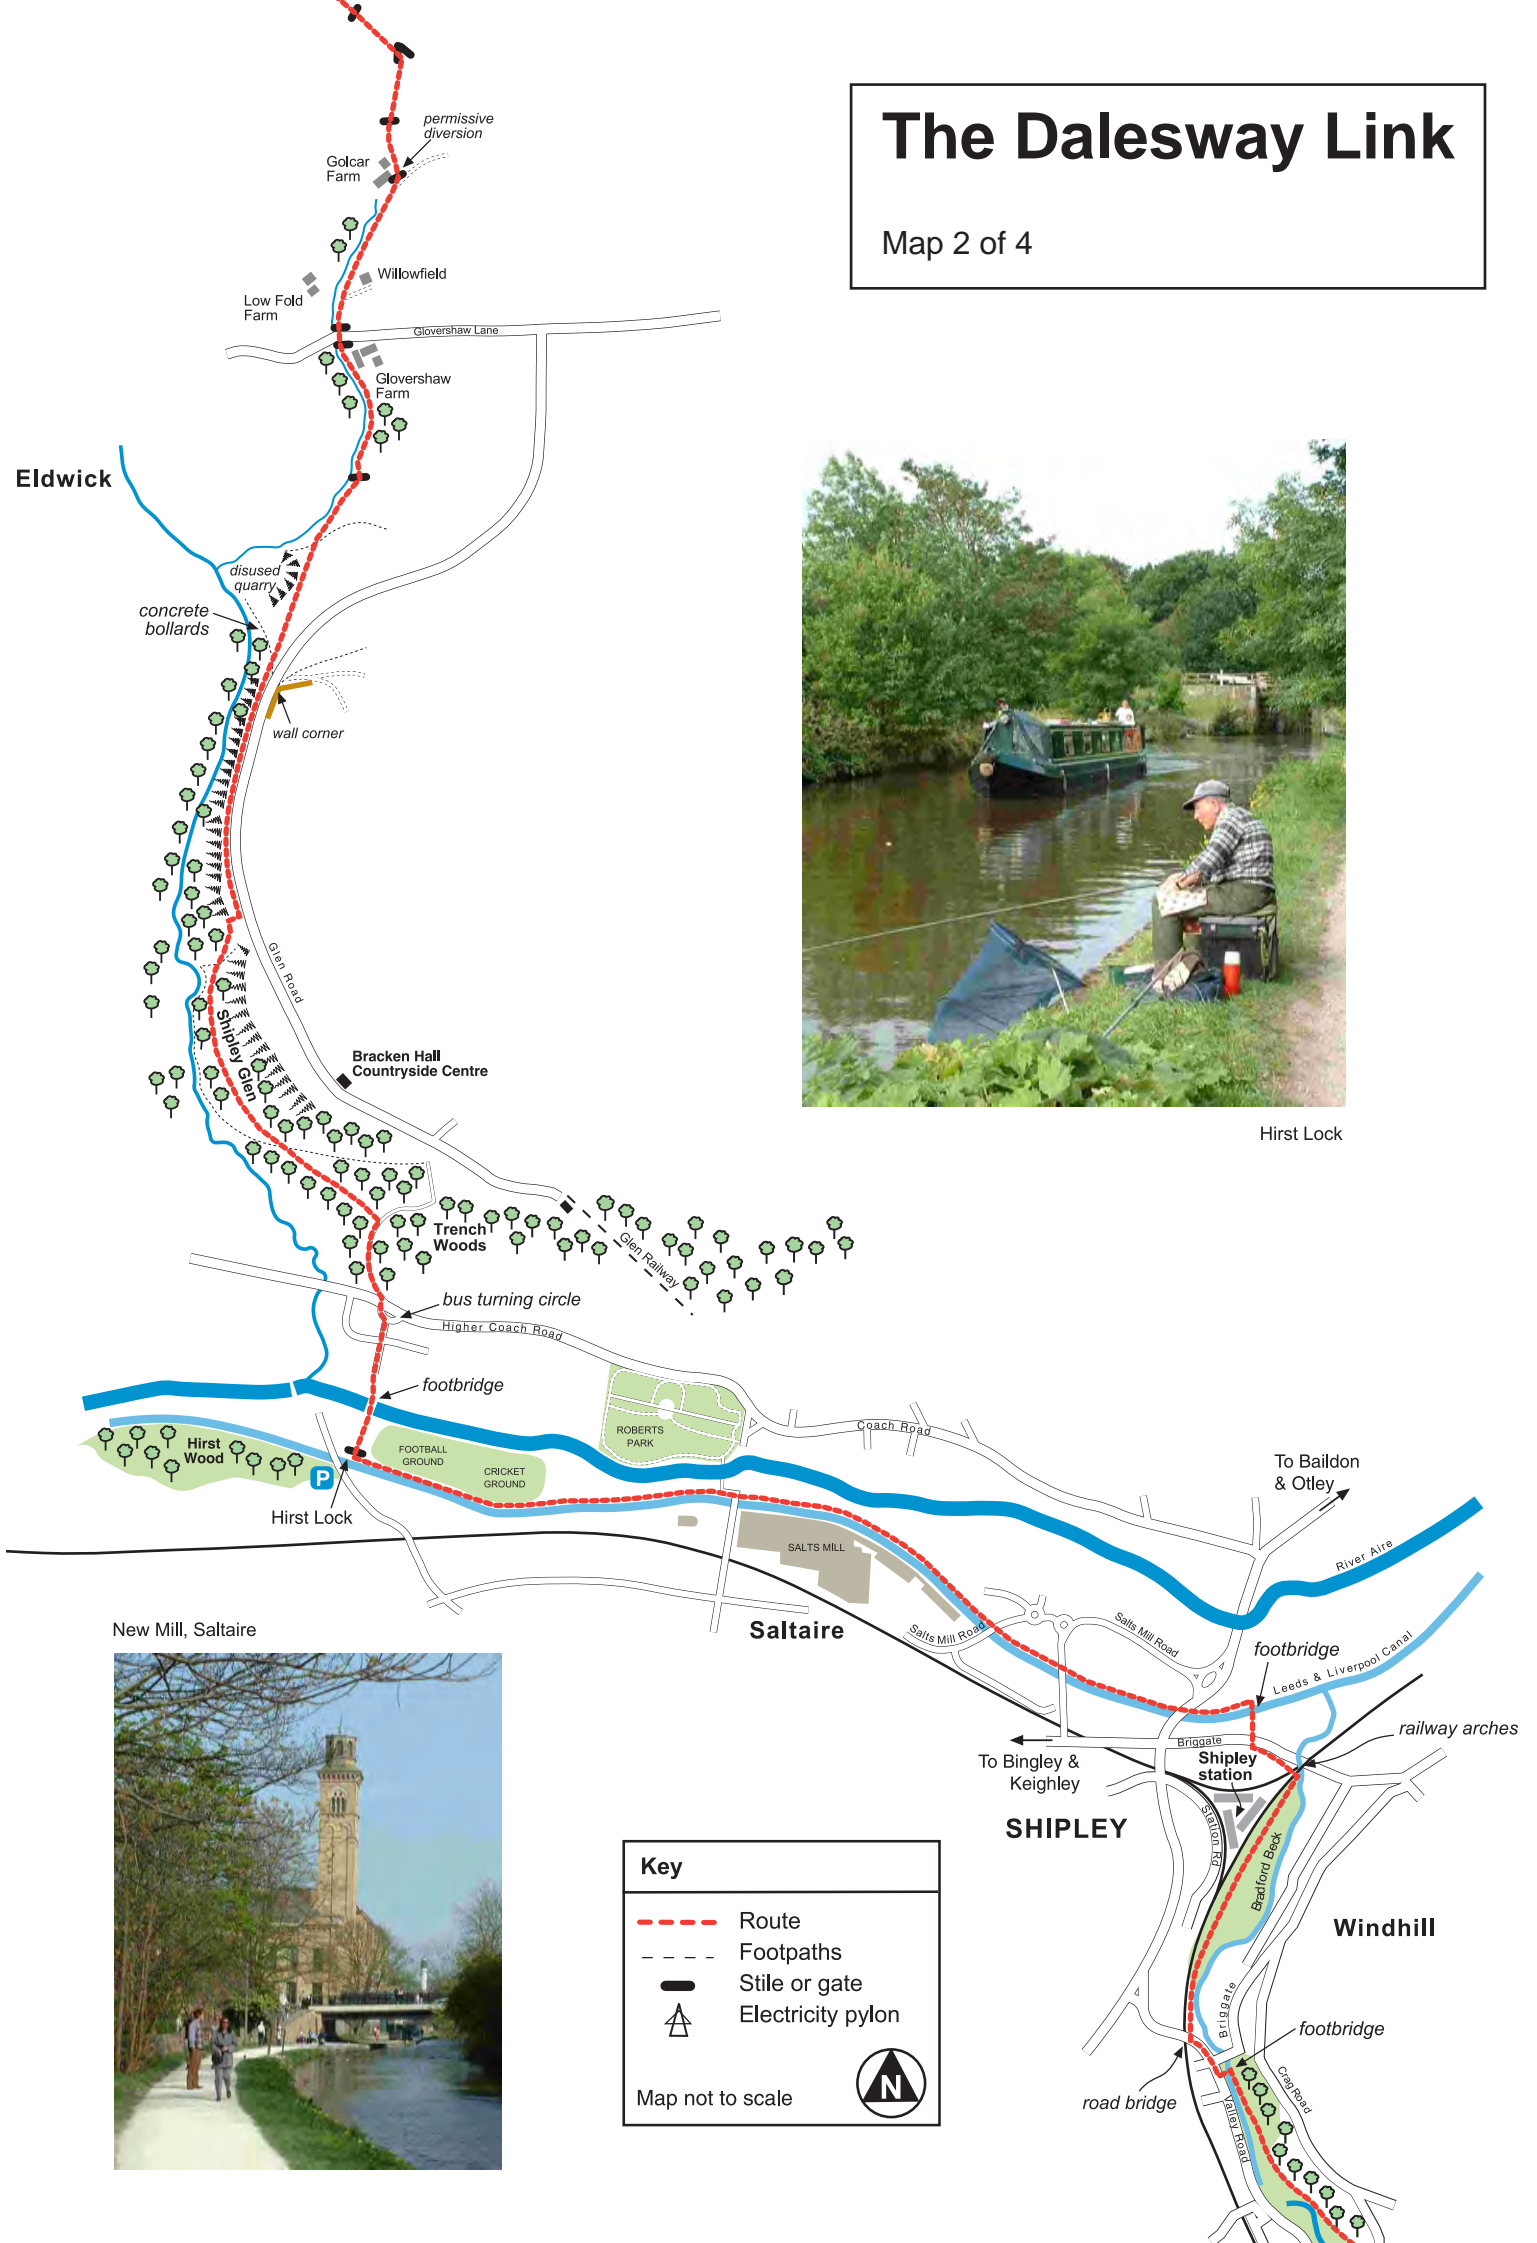 The Dalesway Link
Map 2 of 4
permissive
diversion
Golcar
Farm
Willowfield
Low Fold
Farm
Glovershaw Lane
Glovershaw
Farm
Eldwick
disused
quarry
concrete
bollards
wall corner
Glen Road
Shipley Glen
Bracken Hall
Countryside Centre
Trench
Woods
Glen Railway
bus turning circle
Higher Coach Road
footbridge
Hirst
Wood
P
FOOTBALL
GROUND
CRICKET
GROUND
ROBERTS
PARK
Coach Road
Hirst Lock
Hirst Lock
To Baildon
& Otley
River Aire
SALTS MILL
Saltaire
Salts Mill Road
Salts Mill Road
footbridge
Leeds & Liverpool Canal
railway arches
Briggate
To Bingley &
Keighley
Shipley
station
SHIPLEY
Station Rd
Bradford Beck
Windhill
Briggate
footbridge
Crag Road
road bridge
Valley Road
New Mill, Saltaire
Key
Route
Footpaths
Stile or gate
Electricity pylon
Map not to scale
N